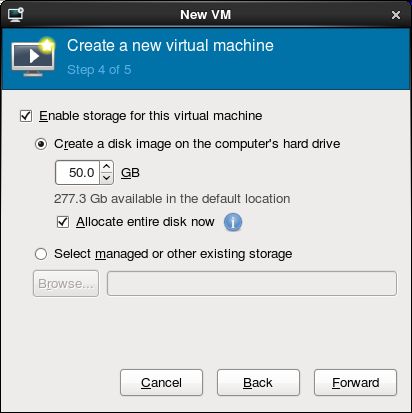 New VM
Create a new virtual machine
Step 4 of 5
Enable storage for this virtual machine
Create a disk image on the computer's hard drive
50.0 GB
277.3 Gb available in the default location
Allocate entire disk now
Select managed or other existing storage
Browse...
Cancel Back Forward